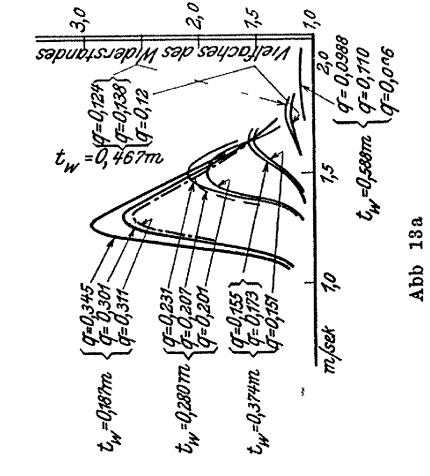 3,0
2,0
1,5
1,0
Vielfaches des Widerstandes
2,0
1,5
1,0
m/sek
q=0,124
q=0,138
q=0,12
t_w=0,467m
q=0,0988
q=0,110
q=0,0
t_w=0,588m
q=0,345
q=0,301
q=0,311
t_w=0,187m
q=0,231
q=0,207
q=0,201
t_w=0,280m
q=0,155
q=0,173
q=0,151
t_w=0,374m
Abb 13a